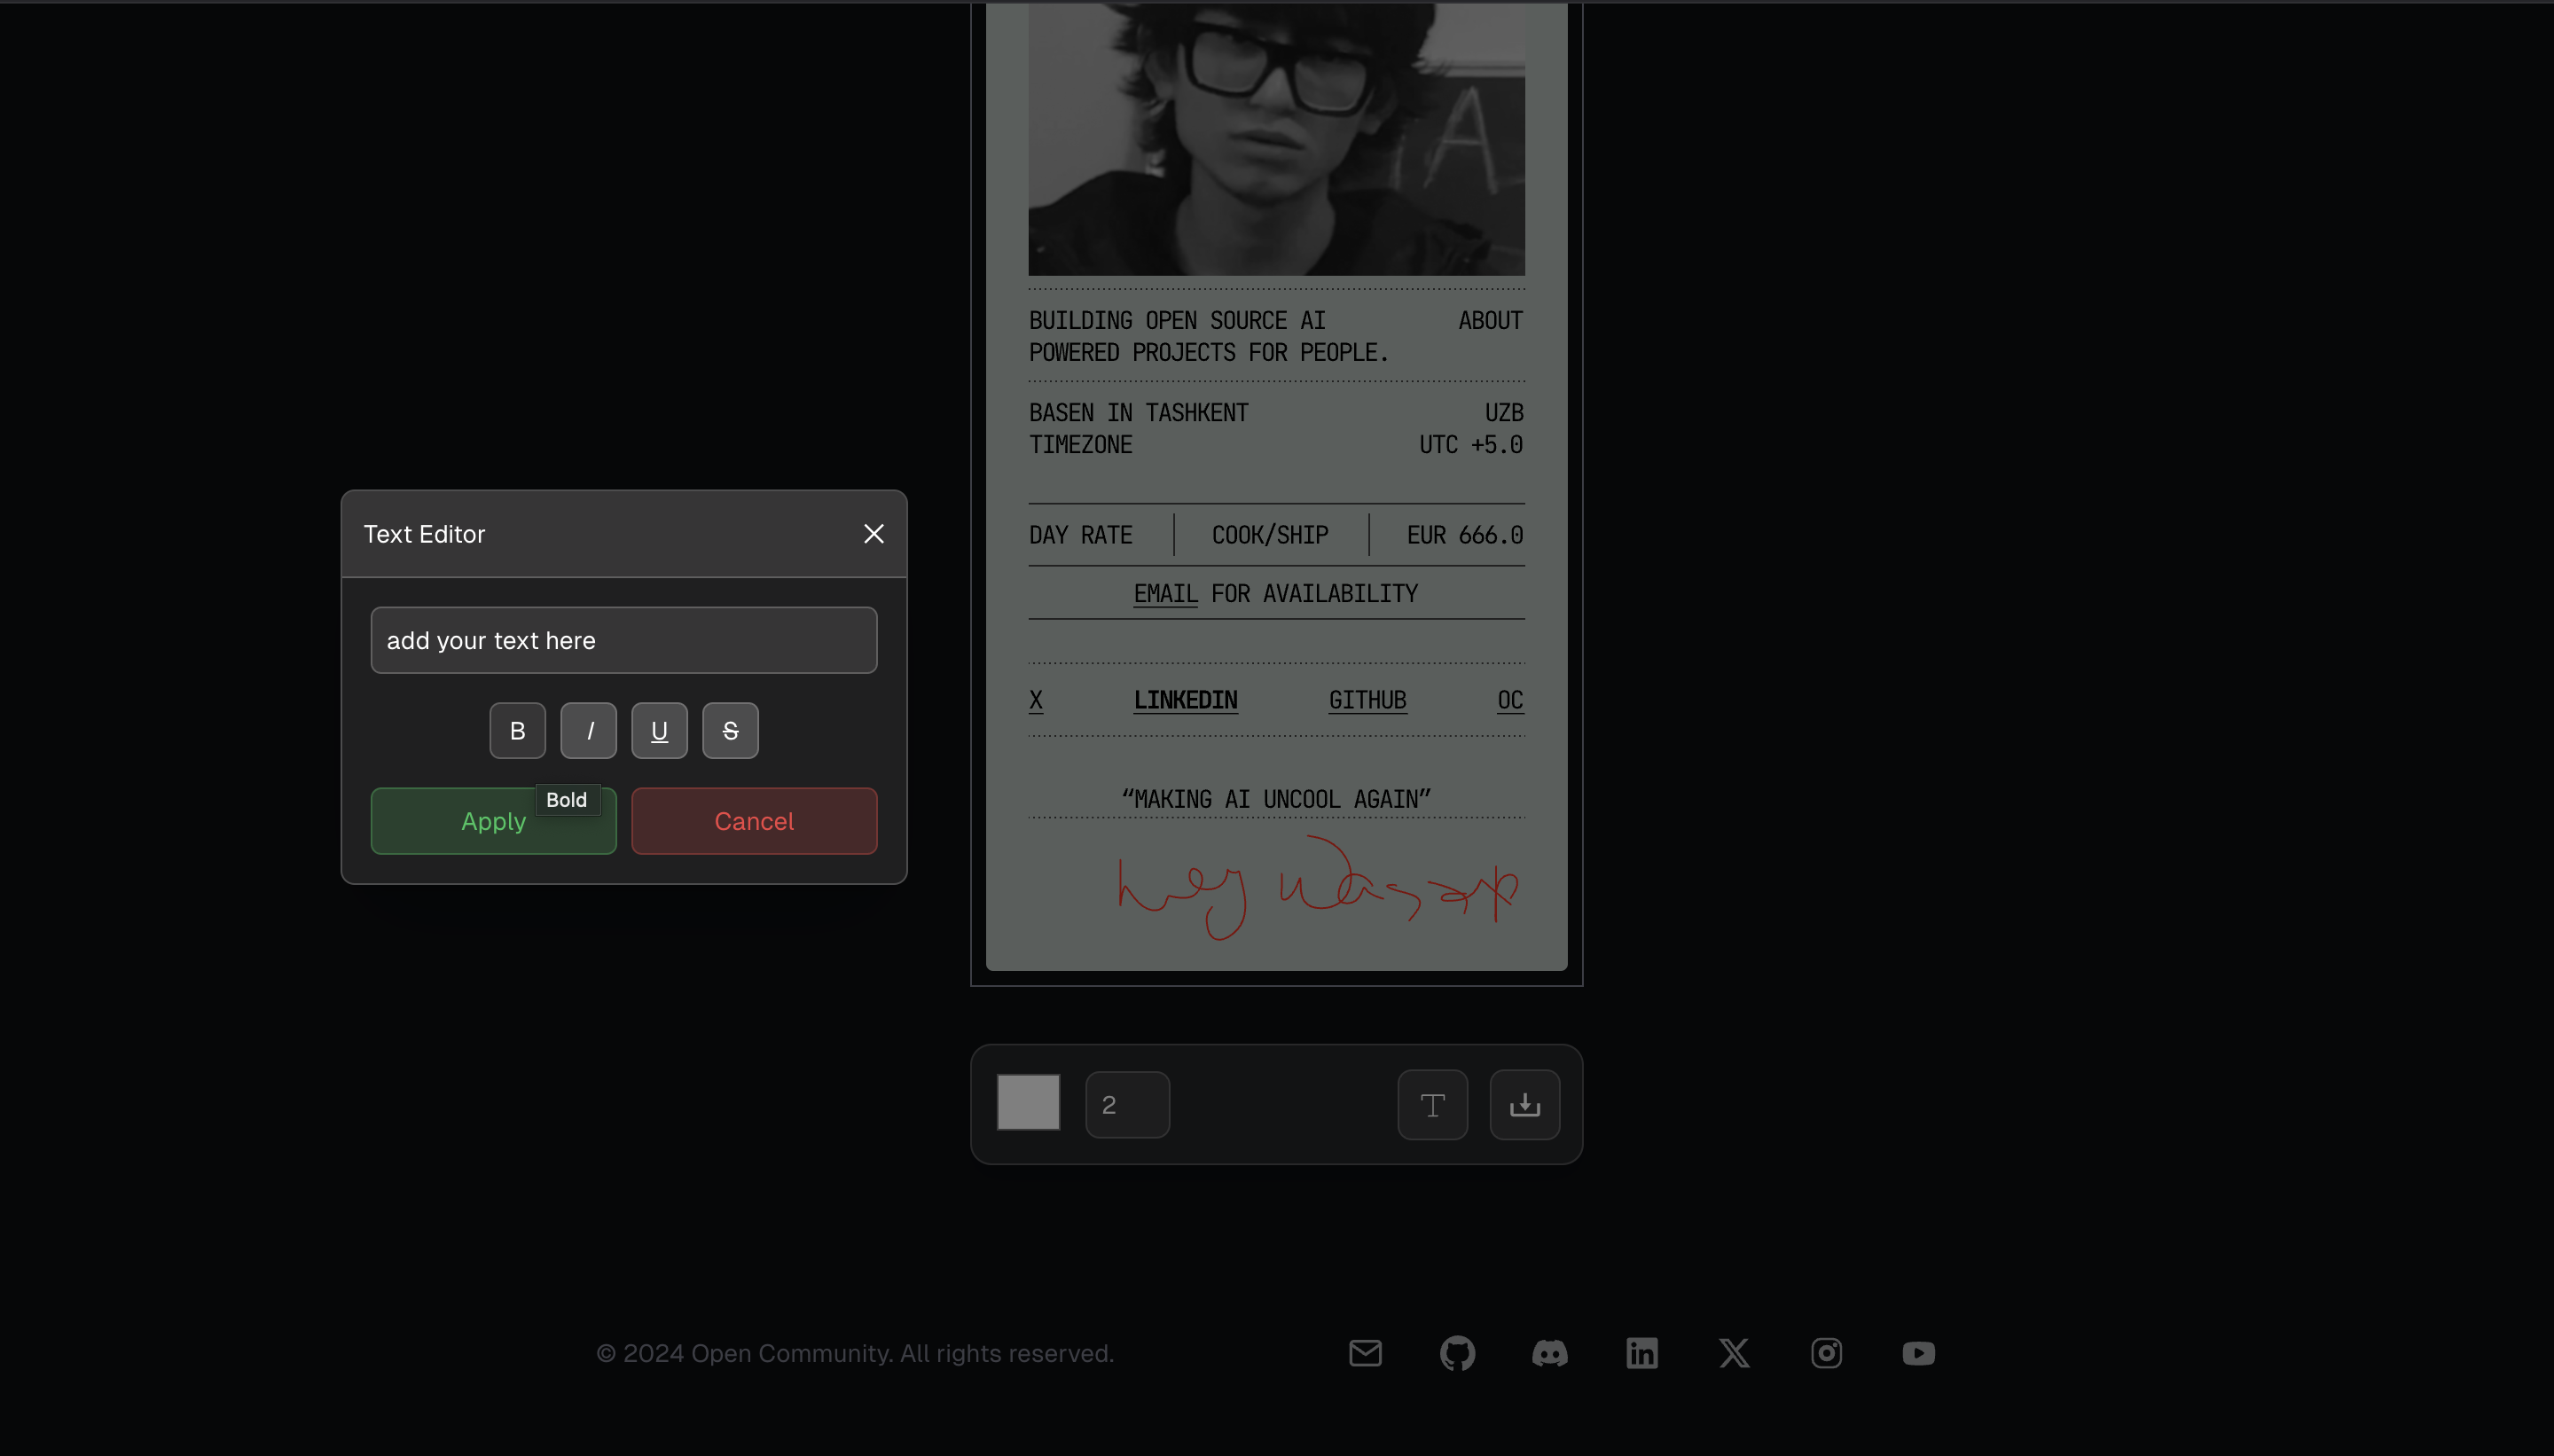 A
BUILDING OPEN SOURCE AI ABOUT
POWERED PROJECTS FOR PEOPLE.
BASEN IN TASHKENT UZB
TIMEZONE UTC +5.0
DAY RATE COOK/SHIP EUR 666.0
EMAIL FOR AVAILABILITY
X LINKEDIN GITHUB OC
“MAKING AI UNCOOL AGAIN”
hey Wassap
Text Editor
add your text here
B I U S
Bold
Apply Cancel
2 T
© 2024 Open Community. All rights reserved.